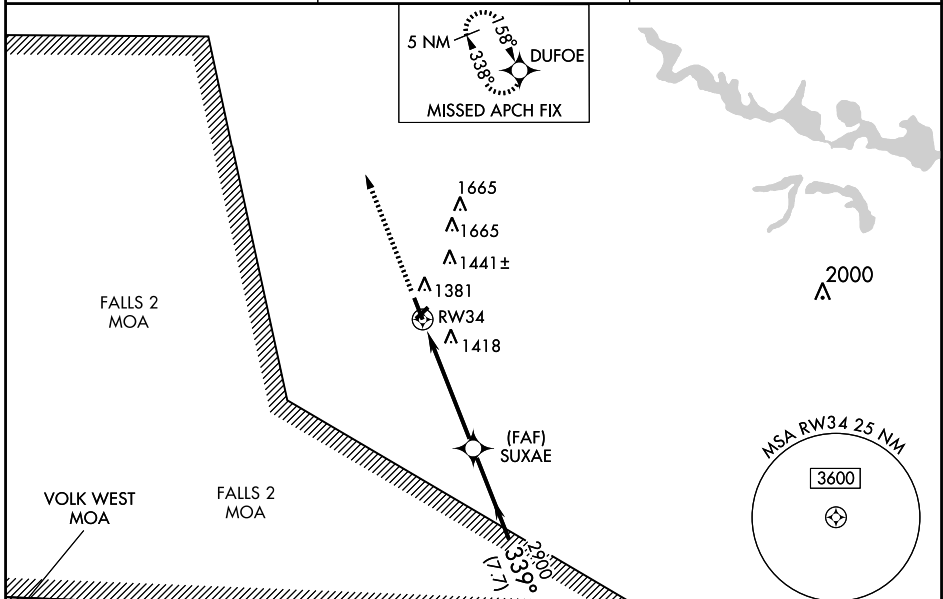 158°
5 NM
DUFOE
338°
MISSED APCH FIX
1665
1665
1441±
1381
2000
FALLS 2
MOA
RW34
1418
(FAF)
SUXAE
MSA RW34 25 NM
3600
FALLS 2
MOA
VOLK WEST
MOA
2900
339°
(7.7)